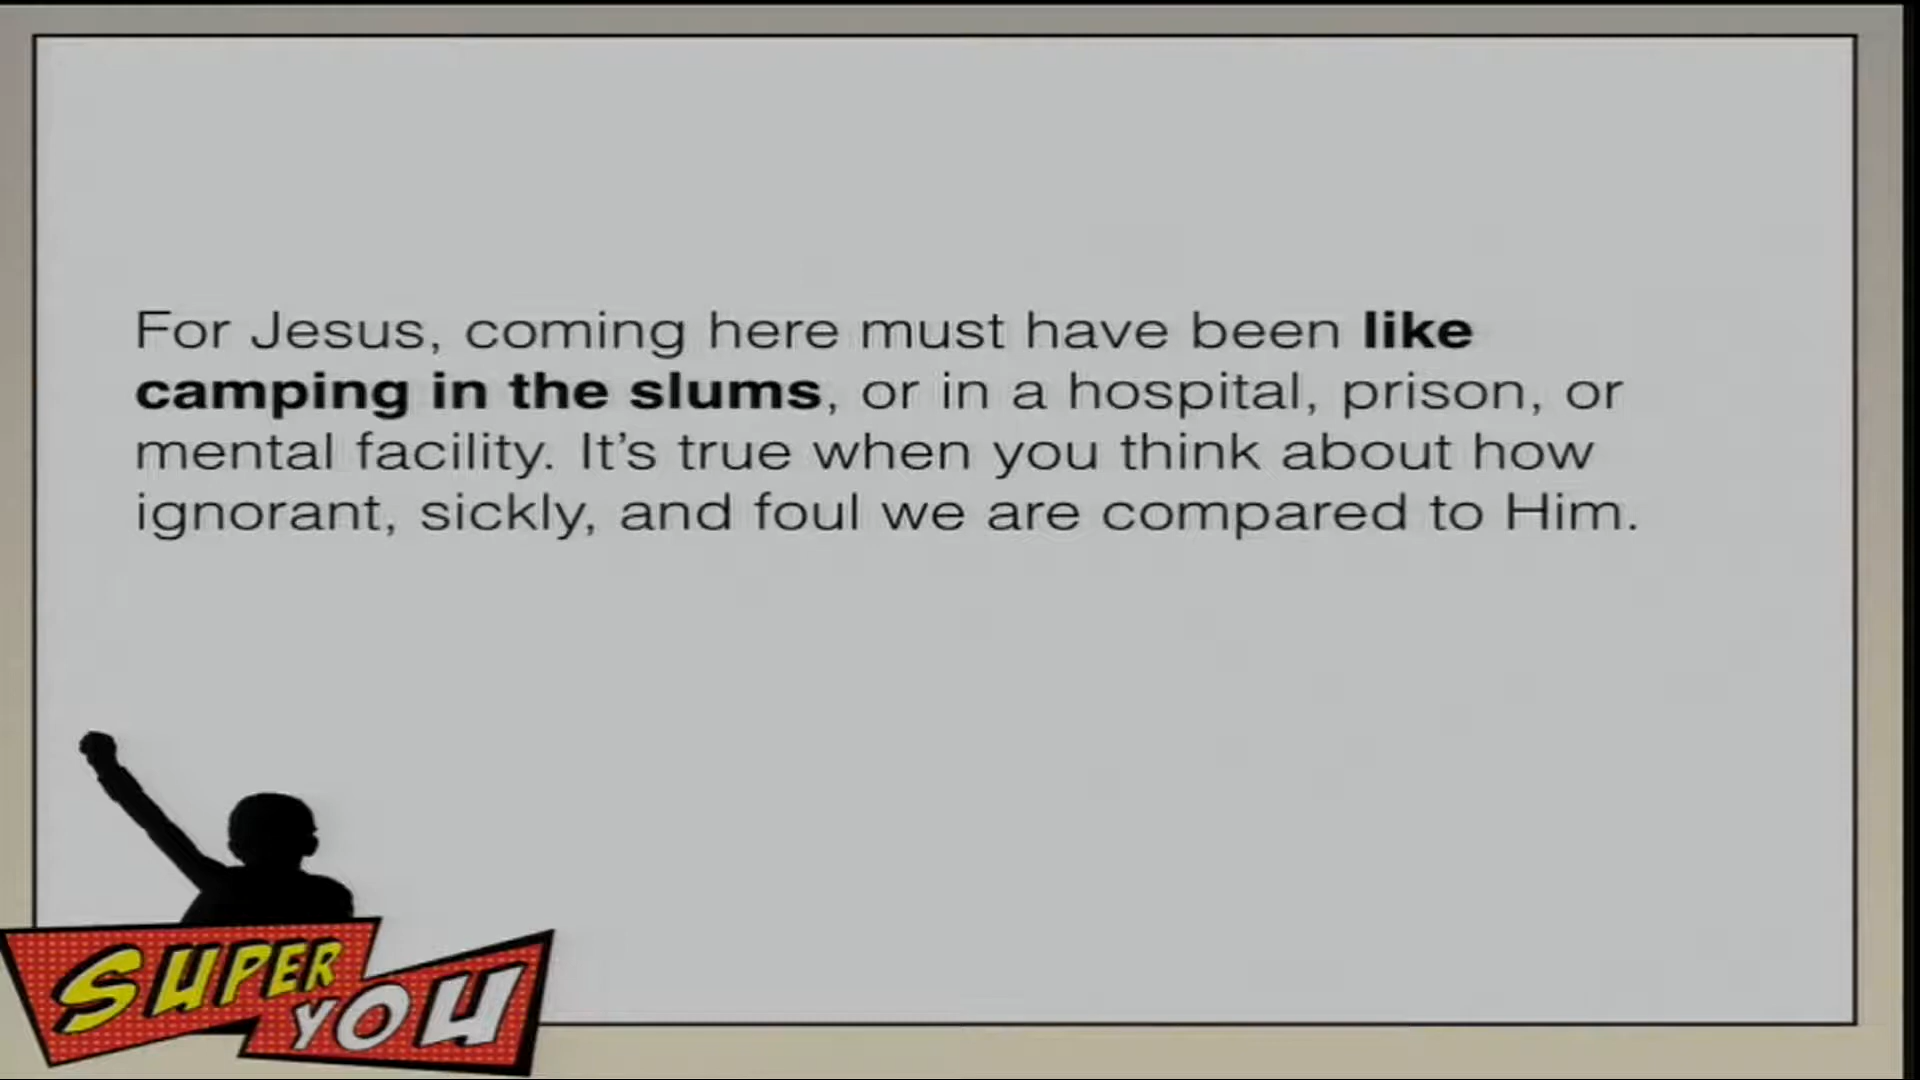 For Jesus, coming here must have been like
camping in the slums, or in a hospital, prison, or
mental facility. It’s true when you think about how
ignorant, sickly, and foul we are compared to Him.
SUPER
YOU